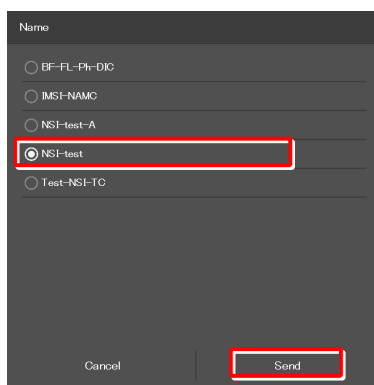 Name
BF-FL-Ph-DIC
IMSI-NAMC
NSI-test-A
NSI-test
Test-NSI-TC
Cancel
Send